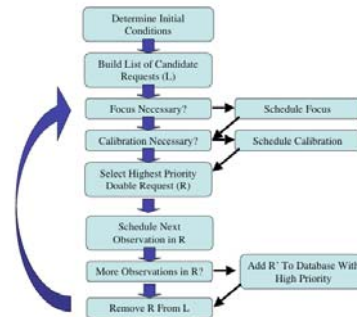 Determine Initial
Conditions
Build List of Candidate
Requests (L)
Focus Necessary?
Schedule Focus
Calibration Necessary?
Schedule Calibration
Select Highest Priority
Doable Request (R)
Schedule Next
Observation in R
More Observations in R?
Add R' To Database With
High Priority
Remove R From L